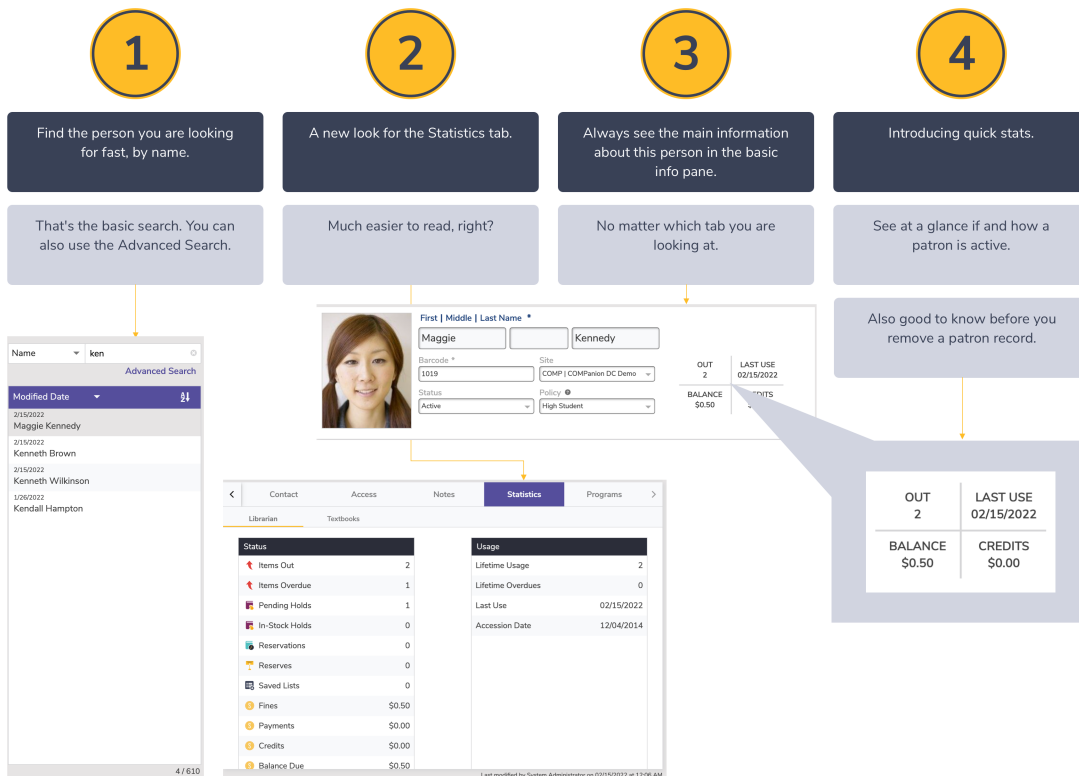 1
2
3
4
Find the person you are looking
for fast, by name.
A new look for the Statistics tab.
Always see the main information
about this person in the basic
info pane.
Introducing quick stats.
That's the basic search. You can
also use the Advanced Search.
Much easier to read, right?
No matter which tab you are
looking at.
See at a glance if and how a
patron is active.
Also good to know before you
remove a patron record.
Name
ken
Advanced Search
Modified Date
2/15/2022
Maggie Kennedy
2/15/2022
Kenneth Brown
2/15/2022
Kenneth Wilkinson
1/26/2022
Kendall Hampton
4 / 610
First | Middle | Last Name *
Maggie Kennedy
Barcode * Site
1019 COMP | COMPanion DC Demo
Status Policy
Active High Student
OUT LAST USE
2 02/15/2022
BALANCE
$0.50
Contact Access Notes Statistics Programs
Librarian Textbooks
Status
Items Out 2
Items Overdue 1
Pending Holds 1
In-Stock Holds 0
Reservations 0
Reserves 0
Saved Lists 0
Fines $0.50
Payments $0.00
Credits $0.00
Balance Due $0.50
Usage
Lifetime Usage 2
Lifetime Overdues 0
Last Use 02/15/2022
Accession Date 12/04/2014
Last modified by System Administrator on 02/15/2022 at 12:06 AM
OUT LAST USE
2 02/15/2022
BALANCE CREDITS
$0.50 $0.00